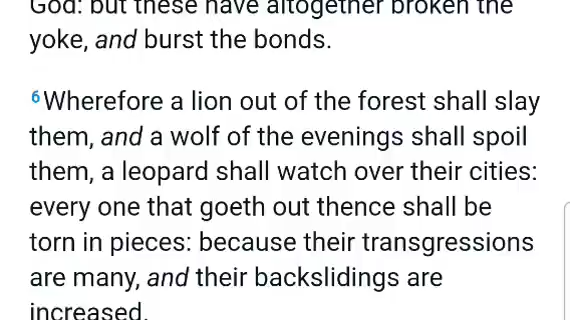 God: but these have altogether broken the
yoke, and burst the bonds.
6 Wherefore a lion out of the forest shall slay
them, and a wolf of the evenings shall spoil
them, a leopard shall watch over their cities:
every one that goeth out thence shall be
torn in pieces: because their transgressions
are many, and their backslidings are
increased.